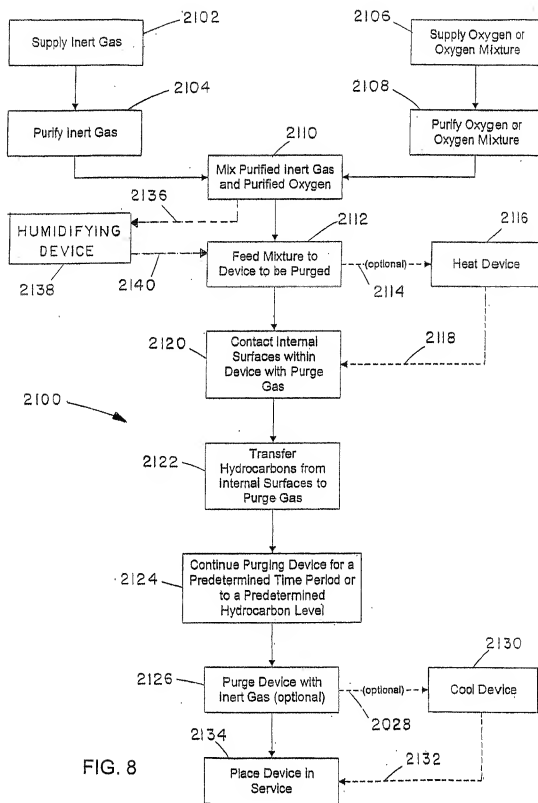 2102
Supply Inert Gas
2106
Supply Oxygen or
Oxygen Mixture
2104
Purify Inert Gas
2108
Purify Oxygen or
Oxygen Mixture
2110
Mix Purified Inert Gas
and Purified Oxygen
2136
HUMIDIFYING
DEVICE
2138
2140
2112
Feed Mixture to
Device to be Purged
(optional)
2114
2116
Heat Device
2118
2120
Contact Internal
Surfaces within
Device with Purge
Gas
2100
2122
Transfer
Hydrocarbons from
Internal Surfaces to
Purge Gas
2124
Continue Purging Device for a
Predetermined Time Period or
to a Predetermined
Hydrocarbon Level
2126
Purge Device with
Inert Gas (optional)
(optional)
2028
2130
Cool Device
2132
2134
Place Device in
Service
FIG. 8